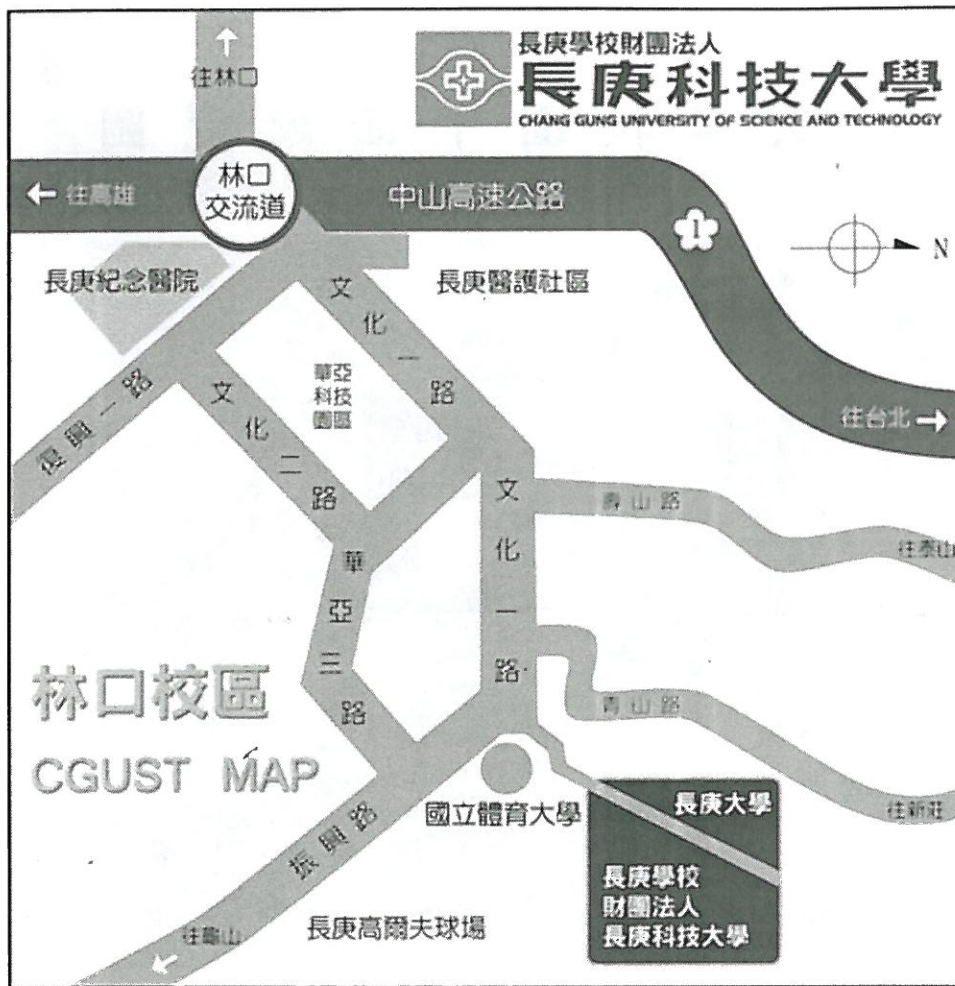 往林口
長庚學校財團法人
長庚科技大學
CHANG GUNG UNIVERSITY OF SCIENCE AND TECHNOLOGY
往高雄
林口
交流道
中山高速公路
1
N
長庚紀念醫院
長庚醫護社區
文化一路
華亞
科技
園區
復興一路
文化二路
往台北
文化一路
壽山路
往泰山
華亞三路
林口校區
CGUST MAP
青山路
往新莊
國立體育大學
長庚大學
振興路
長庚學校
財團法人
長庚科技大學
長庚高爾夫球場
往龜山